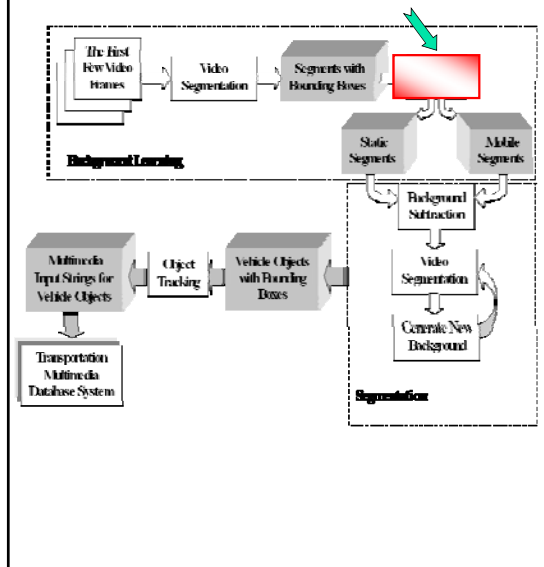 The First
Few Video
Frames
Video
Segmentation
Segments with
Bounding Boxes
Static
Segments
Mobile
Segments
Background Learning
Background
Subtraction
Video
Segmentation
Generate New
Background
Segmentation
Vehicle Objects
with Bounding
Boxes
Object
Tracking
Multimedia
Input Strings for
Vehicle Objects
Transportation
Multimedia
Database System